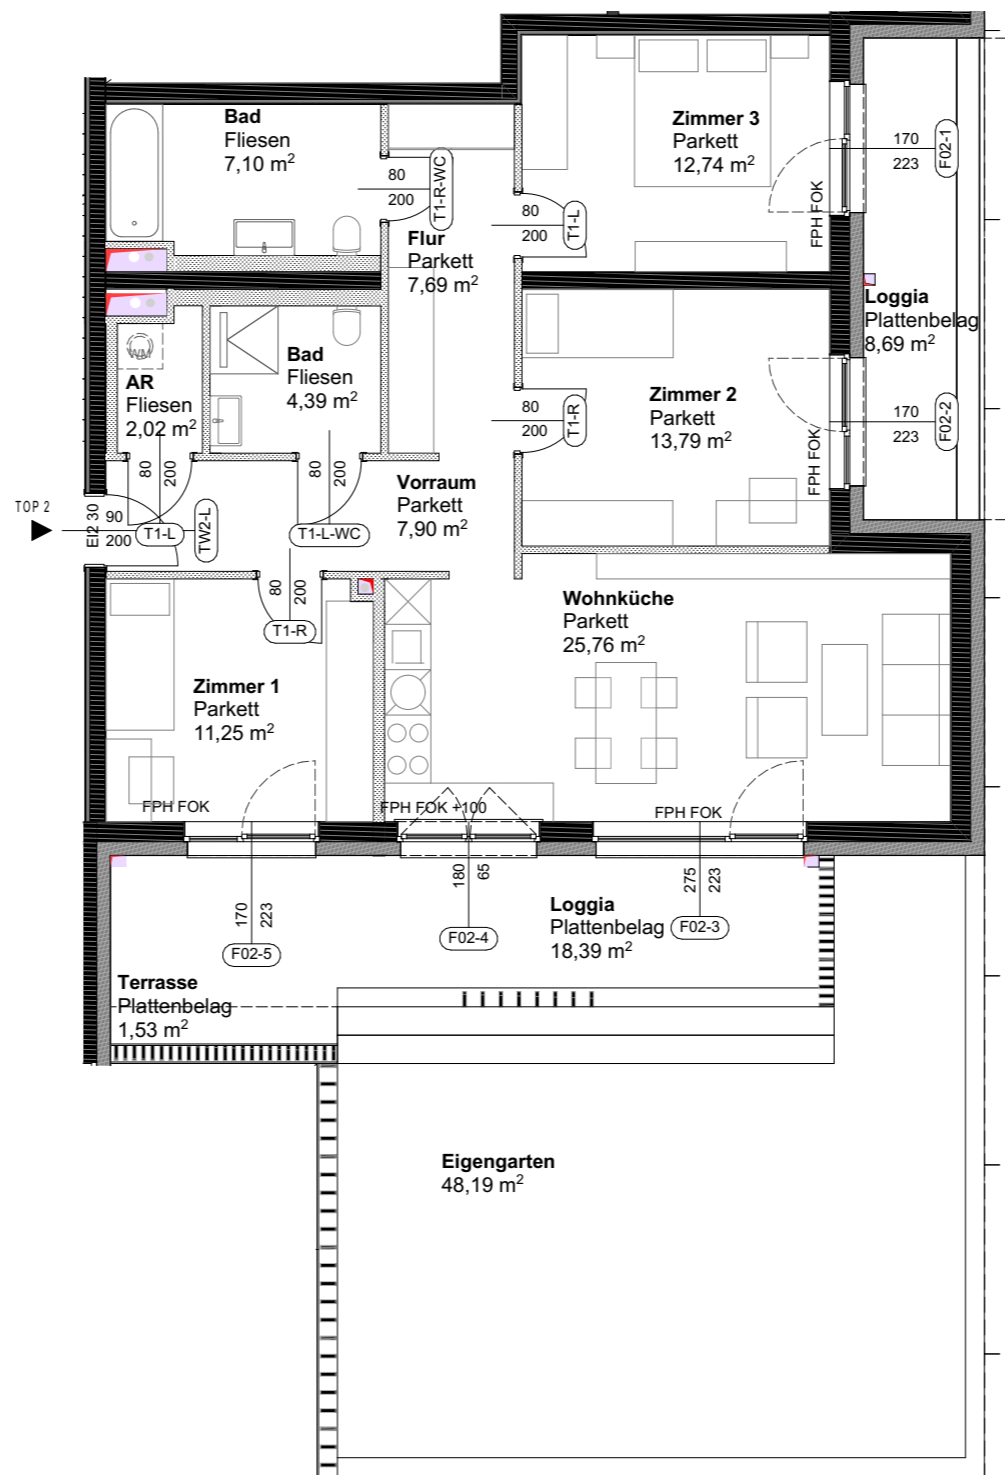 Bad
Fliesen
7,10 m²
80
200
T1-R-WC
Zimmer 3
Parkett
12,74 m²
170
223
F02-1
FPH FOK
80
200
T1-L
Flur
Parkett
7,69 m²
Loggia
Plattenbelag
8,69 m²
WM
AR
Fliesen
2,02 m²
Bad
Fliesen
4,39 m²
Zimmer 2
Parkett
13,79 m²
80
200
T1-R
170
223
F02-2
FPH FOK
80
200
80
200
Vorraum
Parkett
7,90 m²
TOP 2
EI2 30
90
200
T1-L
TW2-L
T1-L-WC
80
200
T1-R
Wohnküche
Parkett
25,76 m²
Zimmer 1
Parkett
11,25 m²
FPH FOK
FPH FOK +100
FPH FOK
170
223
F02-5
180
65
F02-4
275
223
F02-3
Loggia
Plattenbelag
18,39 m²
Terrasse
Plattenbelag
1,53 m²
Eigengarten
48,19 m²